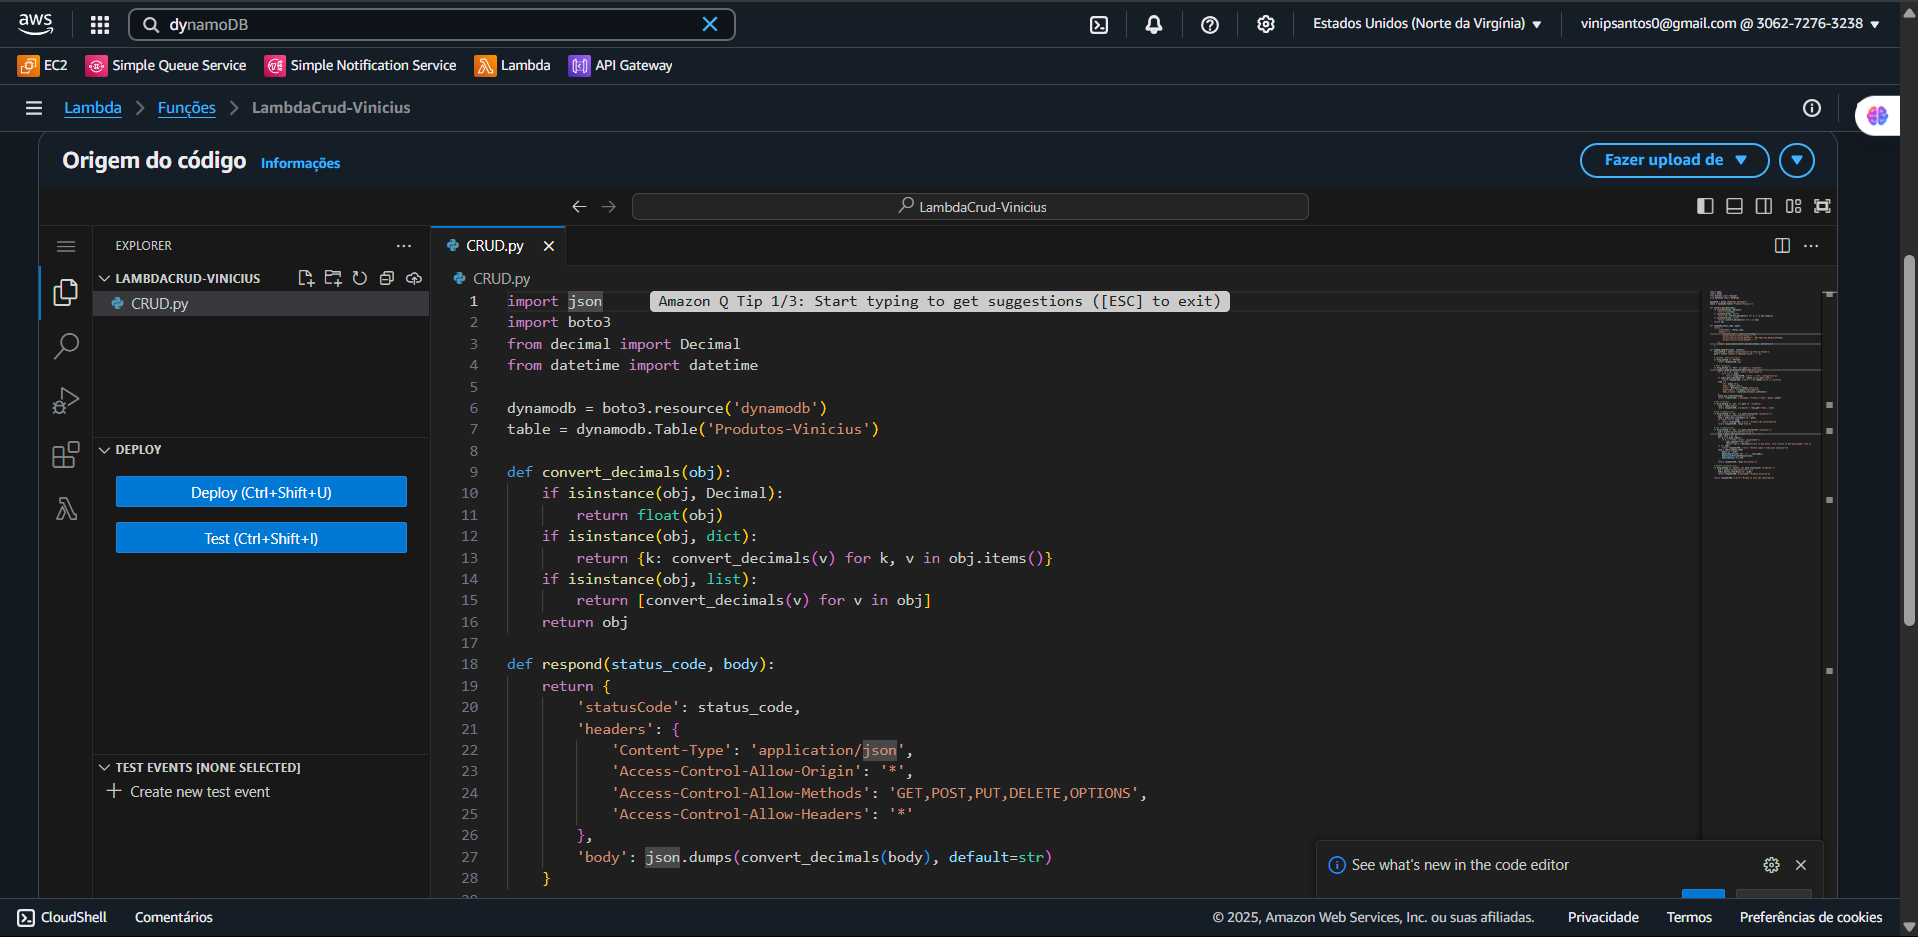 aws
dynamoDB
Estados Unidos (Norte da Virgínia)
vinipsantos0@gmail.com @ 3062-7276-3238
EC2
Simple Queue Service
Simple Notification Service
Lambda
API Gateway
Lambda
Funções
LambdaCrud-Vinicius
Origem do código
Informações
Fazer upload de
LambdaCrud-Vinicius
EXPLORER
LAMBDACRUD-VINICIUS
CRUD.py
DEPLOY
Deploy (Ctrl+Shift+U)
Test (Ctrl+Shift+I)
TEST EVENTS [NONE SELECTED]
Create new test event
CRUD.py
CRUD.py
1 import json Amazon Q Tip 1/3: Start typing to get suggestions ([ESC] to exit)
2 import boto3
3 from decimal import Decimal
4 from datetime import datetime
5
6 dynamodb = boto3.resource('dynamodb')
7 table = dynamodb.Table('Produtos-Vinicius')
8
9 def convert_decimals(obj):
10 if isinstance(obj, Decimal):
11 return float(obj)
12 if isinstance(obj, dict):
13 return {k: convert_decimals(v) for k, v in obj.items()}
14 if isinstance(obj, list):
15 return [convert_decimals(v) for v in obj]
16 return obj
17
18 def respond(status_code, body):
19 return {
20 'statusCode': status_code,
21 'headers': {
22 'Content-Type': 'application/json',
23 'Access-Control-Allow-Origin': '*',
24 'Access-Control-Allow-Methods': 'GET,POST,PUT,DELETE,OPTIONS',
25 'Access-Control-Allow-Headers': '*'
26 },
27 'body': json.dumps(convert_decimals(body), default=str)
28 }
See what's new in the code editor
CloudShell
Comentários
© 2025, Amazon Web Services, Inc. ou suas afiliadas.
Privacidade
Termos
Preferências de cookies